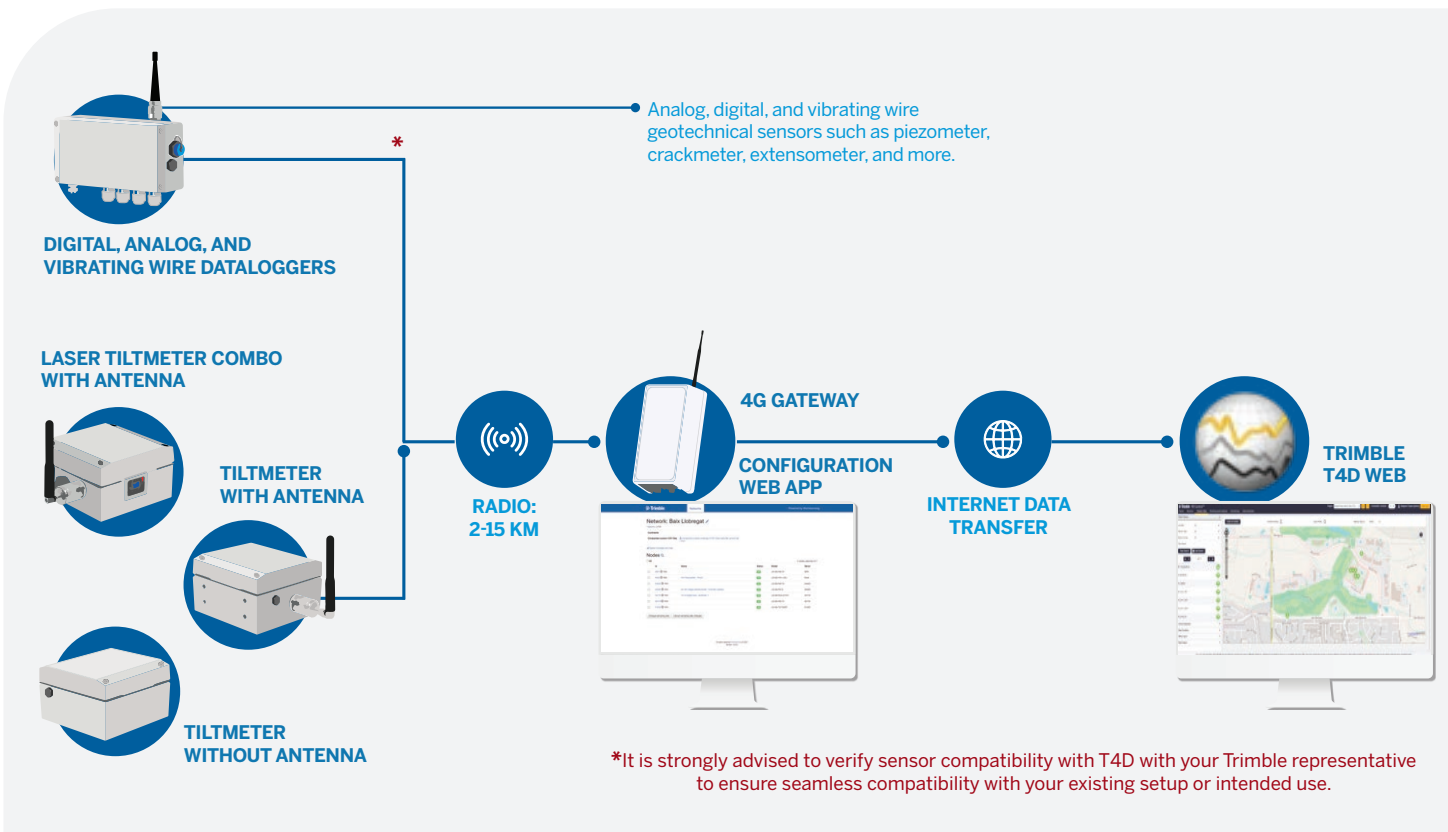 Analog, digital, and vibrating wire
geotechnical sensors such as piezometer,
crackmeter, extensometer, and more.
*
DIGITAL, ANALOG, AND
VIBRATING WIRE DATALOGGERS
LASER TILTMETER COMBO
WITH ANTENNA
TILTMETER
WITH ANTENNA
TILTMETER
WITHOUT ANTENNA
RADIO:
2-15 KM
4G GATEWAY
CONFIGURATION
WEB APP
INTERNET DATA
TRANSFER
TRIMBLE
T4D WEB
Trimble
Network: Baix Llobregat
Nodes
*It is strongly advised to verify sensor compatibility with T4D with your Trimble representative
to ensure seamless compatibility with your existing setup or intended use.